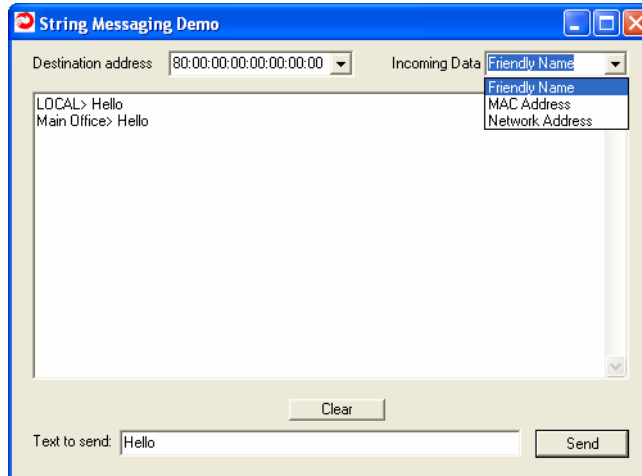 String Messaging Demo
Destination address 80:00:00:00:00:00:00:00 Incoming Data Friendly Name
Friendly Name
MAC Address
Network Address
LOCAL> Hello
Main Office> Hello
Clear
Text to send: Hello Send